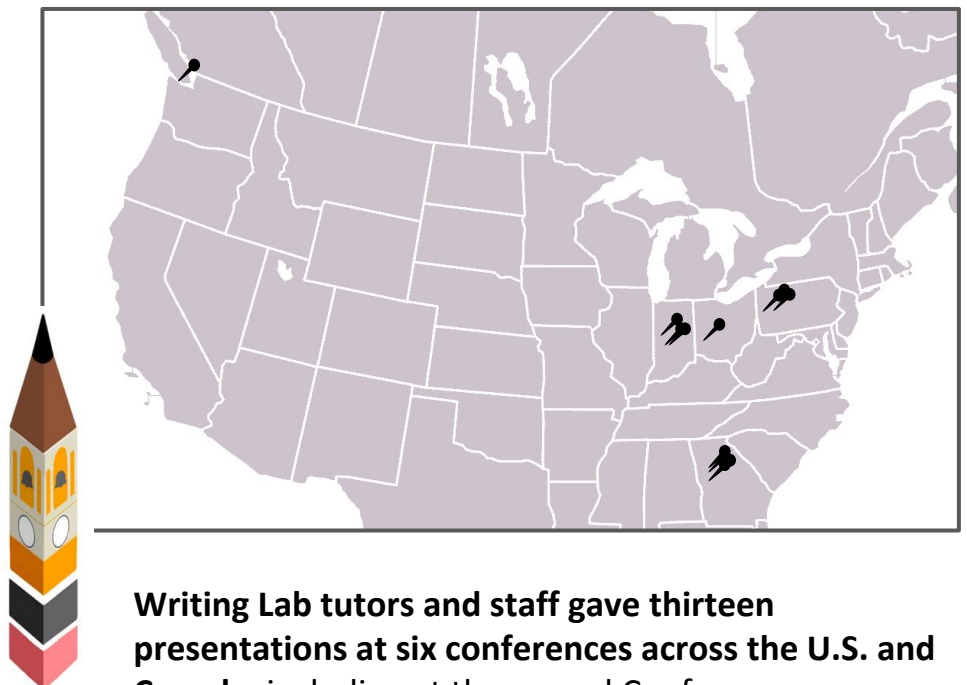 Writing Lab tutors and staff gave thirteen
presentations at six conferences across the U.S. and